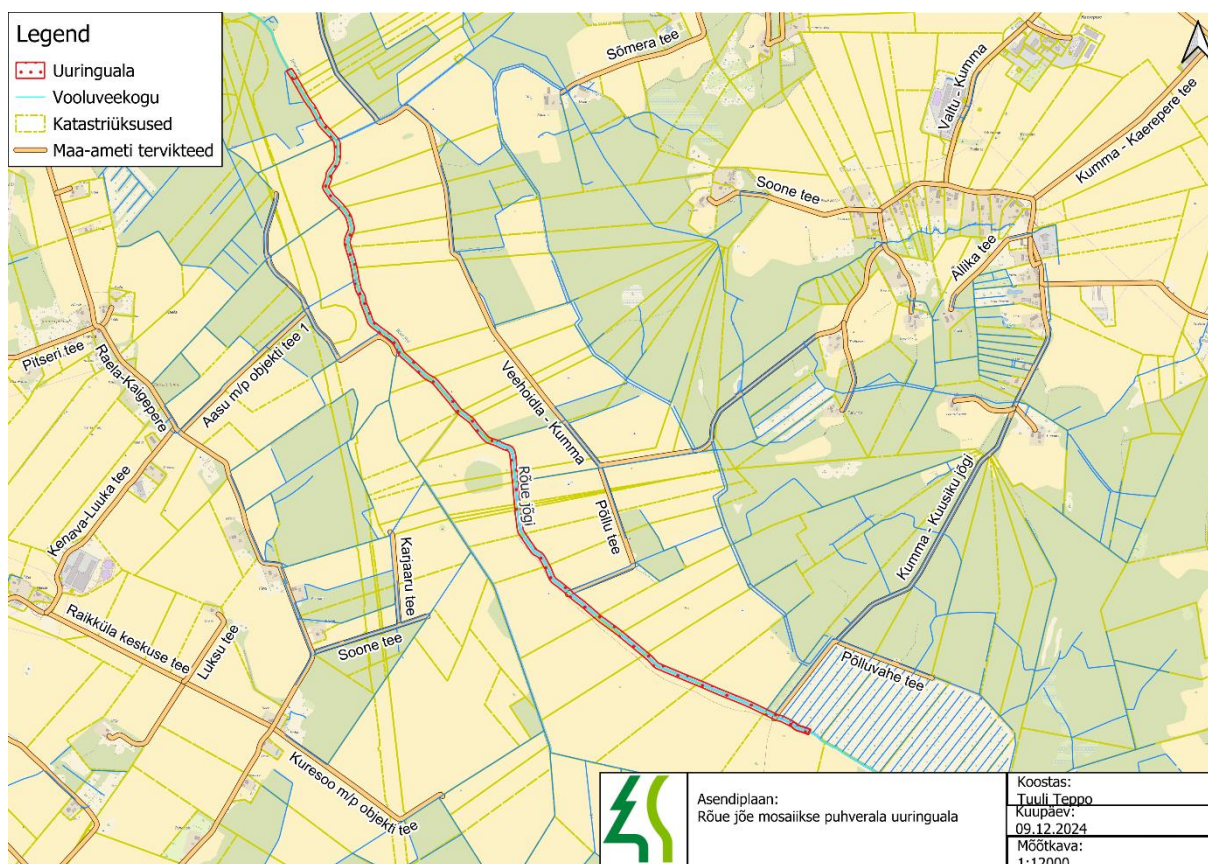 Legend
Uuringuala
Vooluveekogu
Katastriüksused
Maa-ameti tervikteed
Sõmera tee
Valtu - Kumma
Kumma - Kaerepere tee
Soone tee
Allika tee
Pitseri tee
Raela-Kaigepere
Aasu m/p objekti tee 1
Veehoidla - Kumma
Rõue jõgi
Põllu tee
Kumma - Kuusiku jõgi
Kenava-Luuka tee
Karjaaru tee
Raikküla keskuse tee
Luksu tee
Soone tee
Põlluvahe tee
Kuresoo m/p objekti tee
Asendiplaan:
Rõue jõe mosaiikse puhverala uuringuala
Koostas:
Tuuli Teppo
Kuupäev:
09.12.2024
Mõõtkava:
1:12000